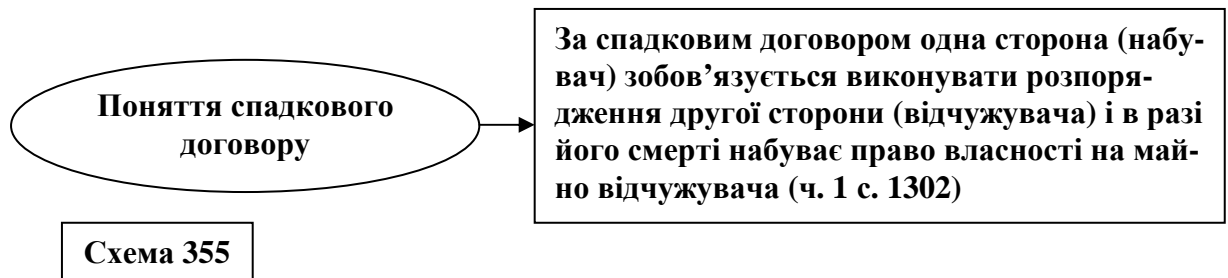 Поняття спадкового
договору
За спадковим договором одна сторона (набу-
вач) зобов’язується виконувати розпоря-
дження другої сторони (відчужувача) і в разі
його смерті набуває право власності на май-
но відчужувача (ч. 1 с. 1302)
Схема 355